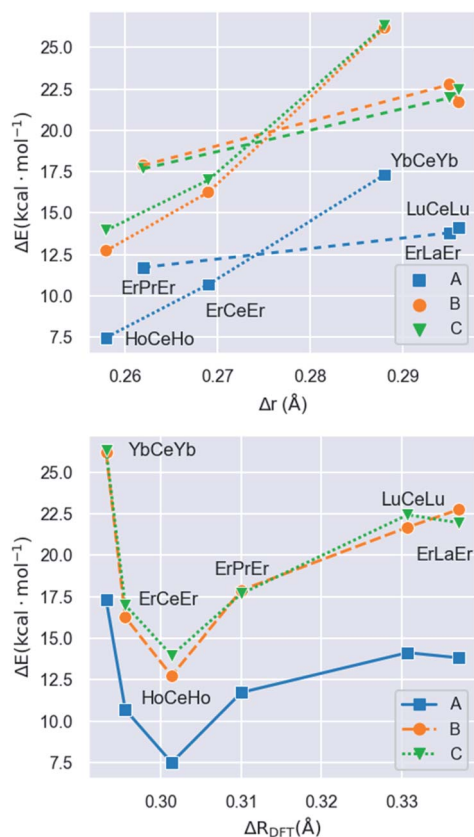 25.0
22.5
20.0
17.5
15.0
12.5
10.0
7.5
ΔE(kcal · mol⁻¹)
YbCeYb
LuCeLu
ErLaEr
ErPrEr
ErCeEr
HoCeHo
A
B
C
0.26
0.27
0.28
0.29
Δr (Å)
25.0
22.5
20.0
17.5
15.0
12.5
10.0
7.5
ΔE(kcal · mol⁻¹)
YbCeYb
LuCeLu
ErPrEr
ErLaEr
ErCeEr
HoCeHo
A
B
C
0.30
0.31
0.32
0.33
ΔR_DFT(Å)